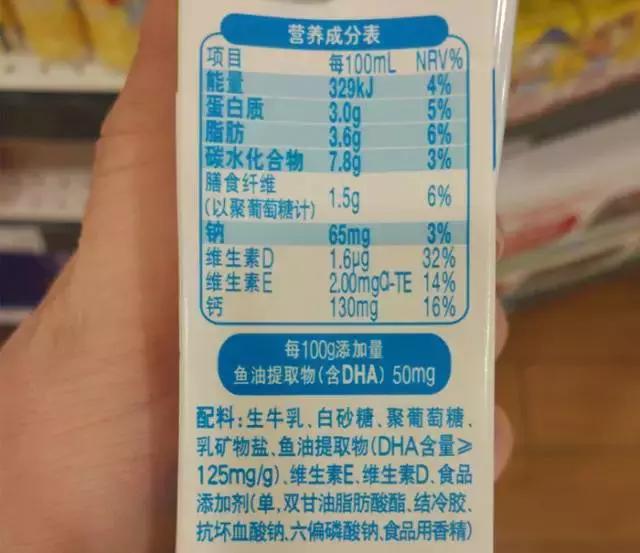 营养成分表
项目 每100mL NRV%
能量 329kJ 4%
蛋白质 3.0g 5%
脂肪 3.6g 6%
碳水化合物 7.8g 3%
膳食纤维
(以聚葡萄糖计) 1.5g 6%
钠 65mg 3%
维生素D 1.6μg 32%
维生素E 2.00mgα-TE 14%
钙 130mg 16%
每100g添加量
鱼油提取物(含DHA) 50mg
配料:生牛乳、白砂糖、聚葡萄糖、
乳矿物盐、鱼油提取物(DHA含量≥
125mg/g)、维生素E、维生素D、食品
添加剂(单,双甘油脂肪酸酯、结冷胶、
抗坏血酸钠、六偏磷酸钠、食品用香精)